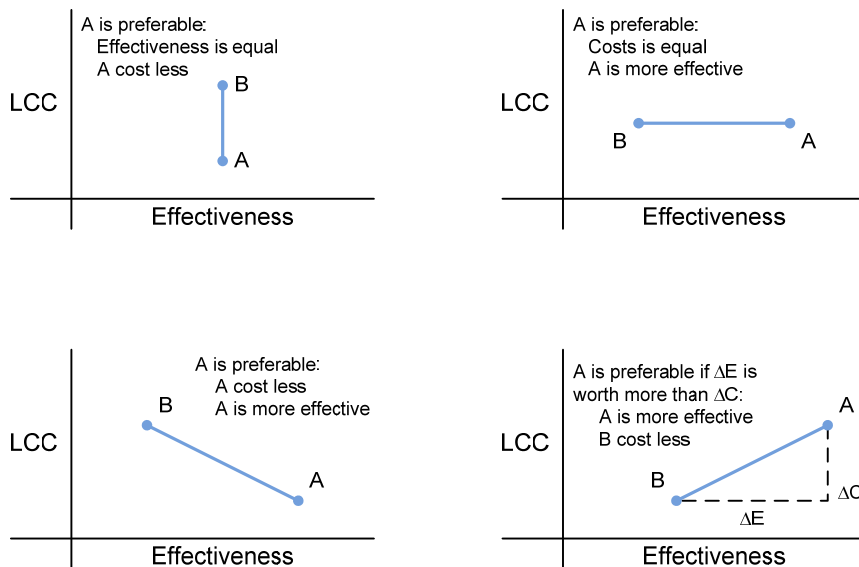 A is preferable:
Effectiveness is equal
A cost less
B
LCC
A
Effectiveness
A is preferable:
Costs is equal
A is more effective
LCC
B
A
Effectiveness
A is preferable:
A cost less
A is more effective
B
LCC
A
Effectiveness
A is preferable if ΔE is
worth more than ΔC:
A is more effective
B cost less
A
LCC
B
ΔC
ΔE
Effectiveness